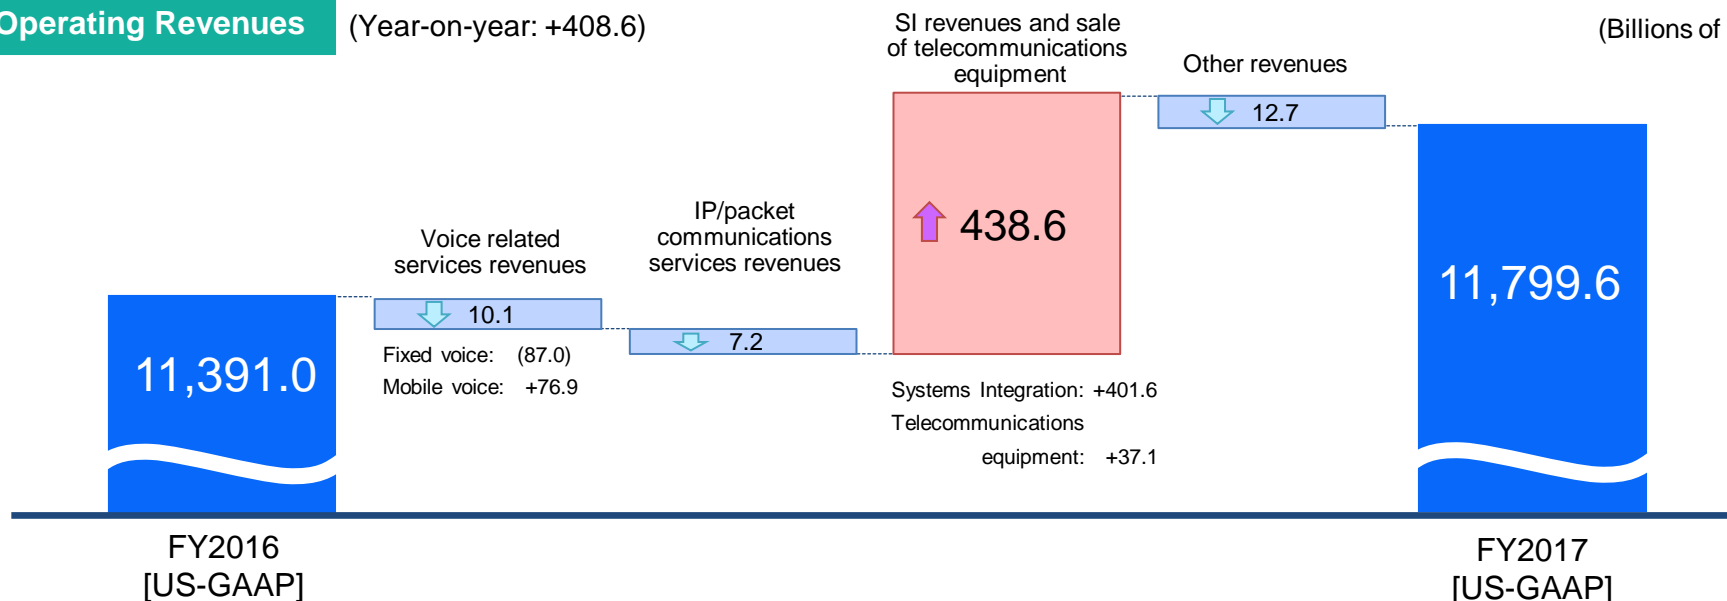 Operating Revenues
(Year-on-year: +408.6)
(Billions of
SI revenues and sale
of telecommunications
equipment
Other revenues
12.7
Voice related
services revenues
10.1
Fixed voice: (87.0)
Mobile voice: +76.9
IP/packet
communications
services revenues
7.2
438.6
Systems Integration: +401.6
Telecommunications
equipment: +37.1
11,391.0
11,799.6
FY2016
[US-GAAP]
FY2017
[US-GAAP]